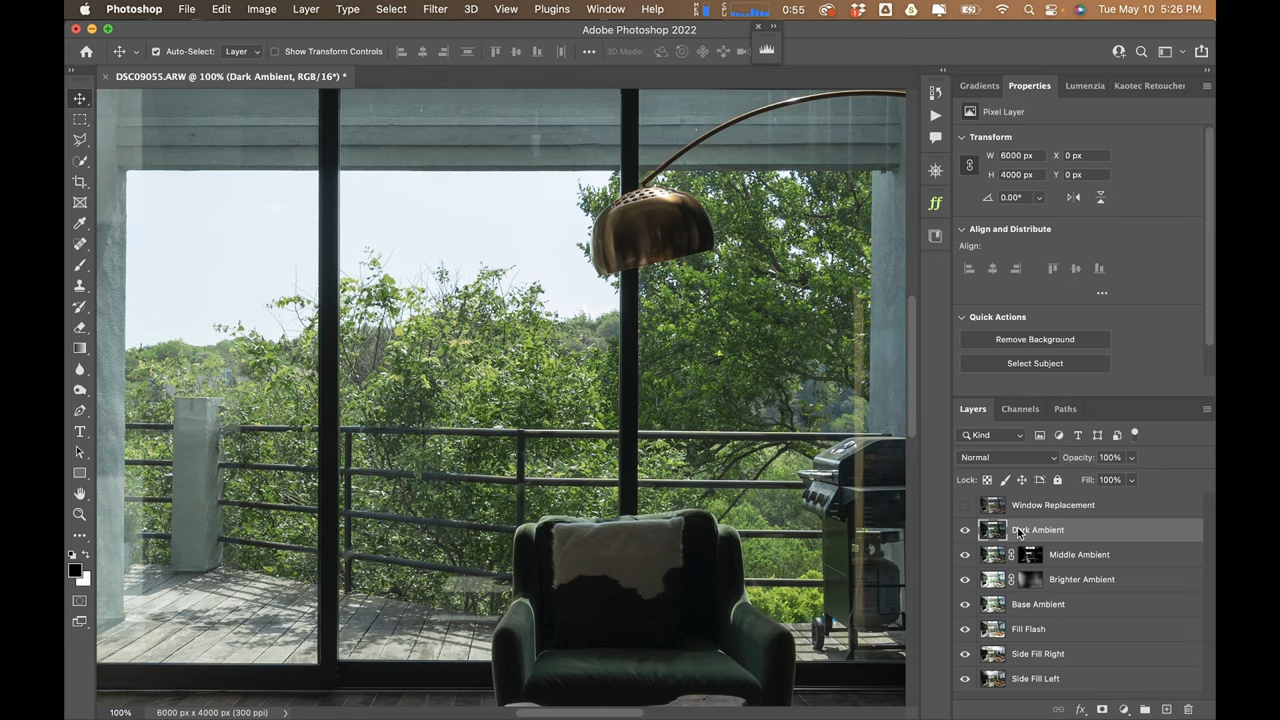 Photoshop File Edit Image Layer Type Select Filter 3D View Plugins Window Help 0:55 Tue May 10 5:26 PM
Adobe Photoshop 2022
Auto-Select: Layer Show Transform Controls 3D Mode:
DSC09055.ARW @ 100% (Dark Ambient, RGB/16*) *
Gradients Properties Lumenzia Kaotec Retoucher
Pixel Layer
Transform
W 6000 px X 0 px
H 4000 px Y 0 px
0.00°
Align and Distribute
Align:
Quick Actions
Remove Background
Select Subject
Layers Channels Paths
Kind
Normal Opacity: 100%
Lock: Fill: 100%
Window Replacement
Dark Ambient
Middle Ambient
Brighter Ambient
Base Ambient
Fill Flash
Side Fill Right
Side Fill Left
100% 6000 px x 4000 px (300 ppi)